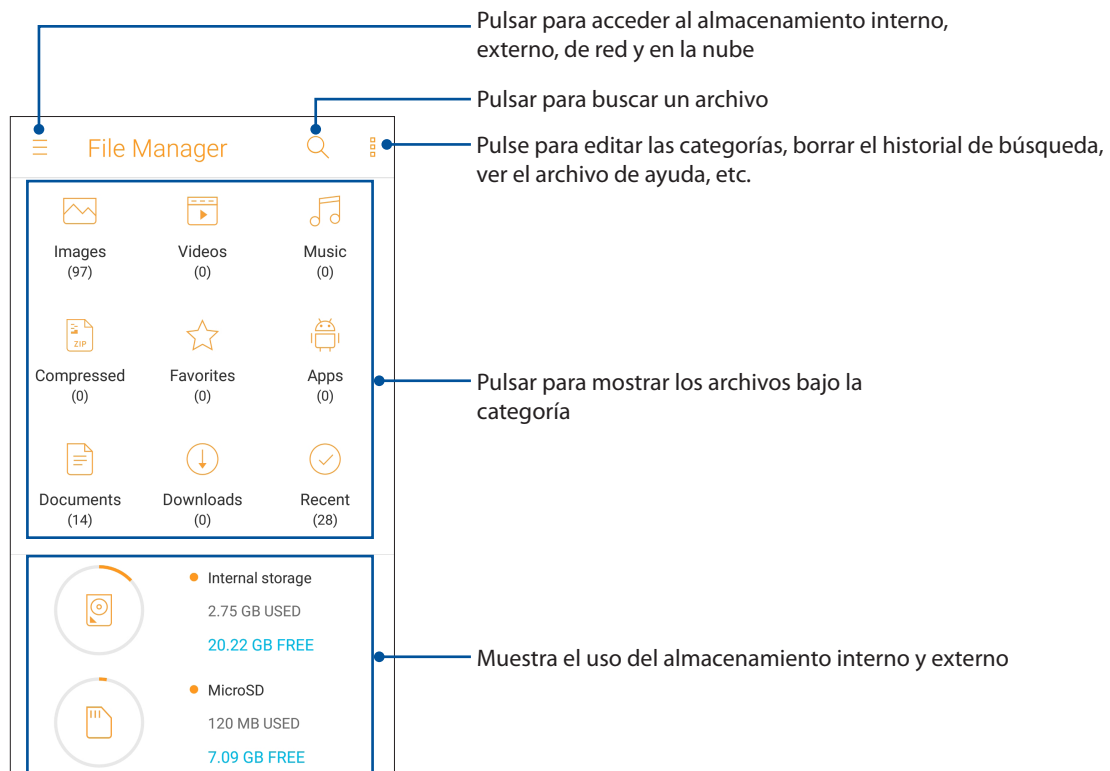 Pulsar para acceder al almacenamiento interno,
externo, de red y en la nube
Pulsar para buscar un archivo
Pulse para editar las categorías, borrar el historial de búsqueda,
ver el archivo de ayuda, etc.
File Manager
Images
(97)
Videos
(0)
Music
(0)
ZIP
Compressed
(0)
Favorites
(0)
Apps
(0)
Pulsar para mostrar los archivos bajo la
categoría
Documents
(14)
Downloads
(0)
Recent
(28)
Internal storage
2.75 GB USED
20.22 GB FREE
Muestra el uso del almacenamiento interno y externo
MicroSD
120 MB USED
7.09 GB FREE